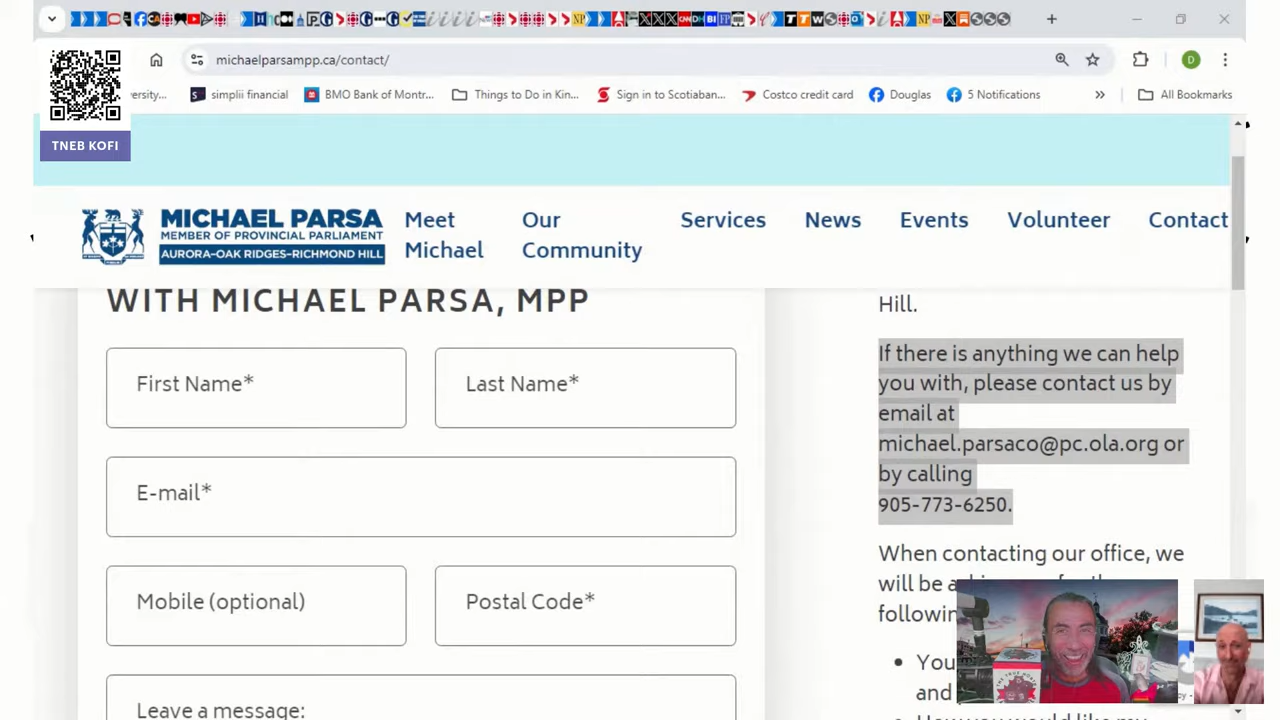 michaelparsampp.ca/contact/
D
ersity...
simplii financial
BMO Bank of Montr...
Things to Do in Kin...
Sign in to Scotiaban...
Costco credit card
Douglas
5 Notifications
»
All Bookmarks
TNEB KOFI
MICHAEL PARSA
MEMBER OF PROVINCIAL PARLIAMENT
AURORA-OAK RIDGES-RICHMOND HILL
Meet
Michael
Our
Community
Services
News
Events
Volunteer
Contact
WITH MICHAEL PARSA, MPP
First Name*
Last Name*
E-mail*
Mobile (optional)
Postal Code*
Leave a message:
Hill.
If there is anything we can help
you with, please contact us by
email at
michael.parsaco@pc.ola.org or
by calling
905-773-6250.
When contacting our office, we
will be
following
You
and
THE TRUE NORTH